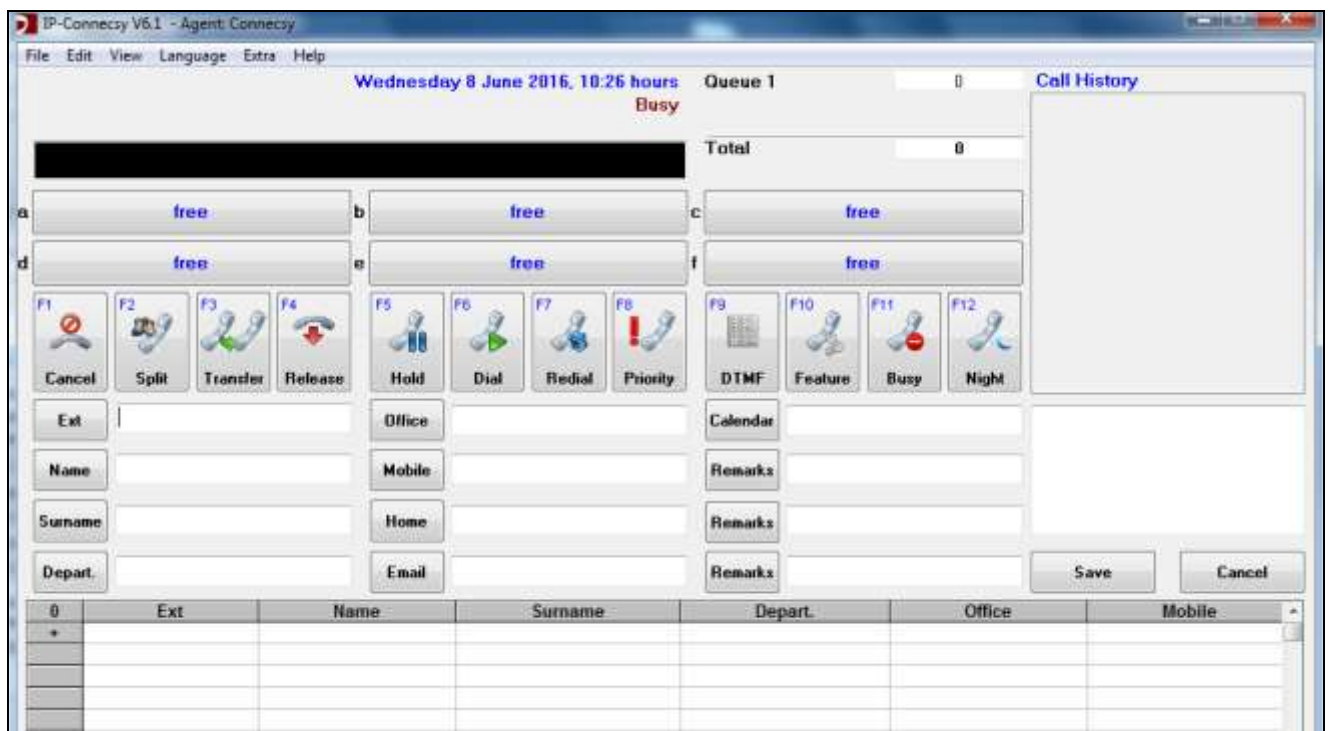 IP-Connecsy V6.1 - Agent: Connecsy
File Edit View Language Extra Help
Wednesday 8 June 2016, 10:26 hours
Busy
Queue 1 0
Call History
Total 0
a free b free c free
d free e free f free
F1 F2 F3 F4 F5 F6 F7 F8 F9 F10 F11 F12
Cancel Split Transfer Release Hold Dial Redial Priority DTMF Feature Busy Night
Ext Office Calendar
Name Mobile Remarks
Surname Home Remarks
Depart. Email Remarks Save Cancel
0 Ext Name Surname Depart. Office Mobile
*